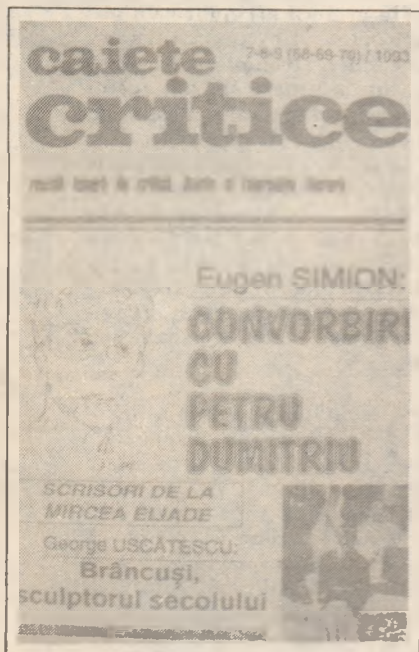 caiete
7-8-9 (68-69-70) / 1993
critice
Eugen SIMION:
CONVORBIRI
CU
PETRU
DUMITRIU
SCRISORI DE LA
MIRCEA ELIADE
George USCĂTESCU:
Brâncuși,
sculptorul secolului